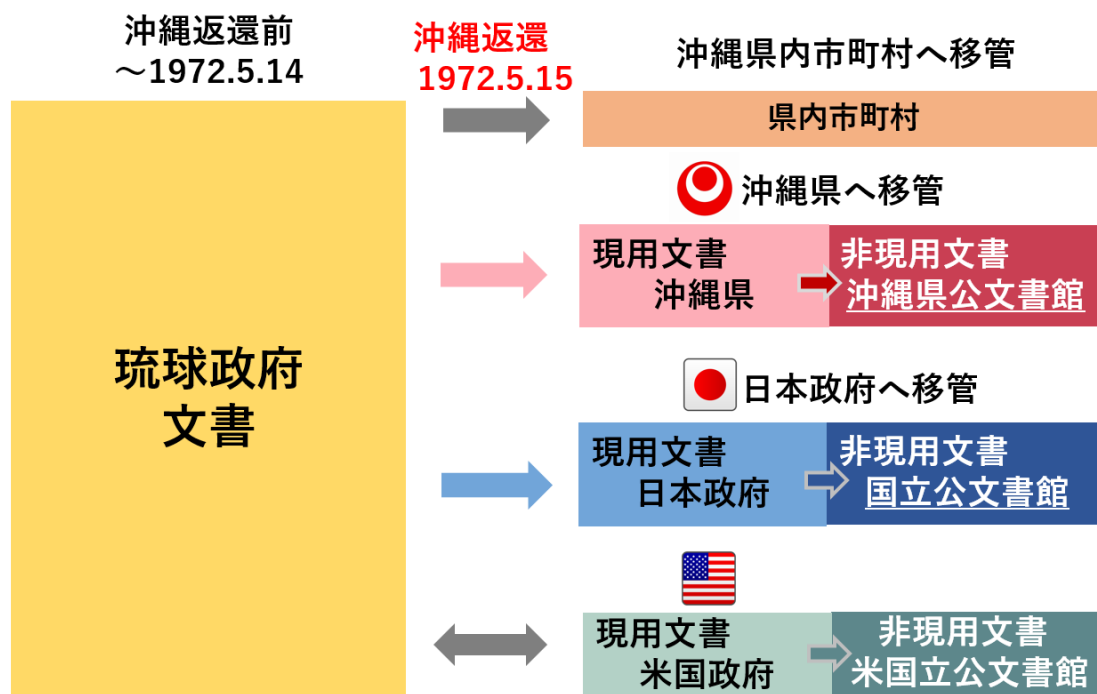 沖縄返還前
～1972.5.14
沖縄返還
1972.5.15
沖縄県内市町村へ移管
県内市町村
沖縄県へ移管
現用文書
沖縄県
非現用文書
沖縄県公文書館
琉球政府
文書
日本政府へ移管
現用文書
日本政府
非現用文書
国立公文書館
現用文書
米国政府
非現用文書
米国立公文書館